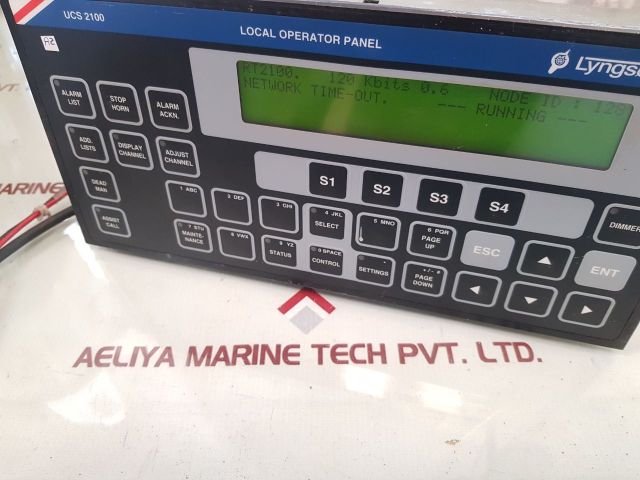 UCS 2100
LOCAL OPERATOR PANEL
A2
RT2100. 120 Kbits 0.6 NODE ID : 128
NETWORK TIME-OUT. --- RUNNING ---
ALARM LIST
STOP HORN
ALARM ACKN.
ADD. LISTS
DISPLAY CHANNEL
ADJUST CHANNEL
DEAD MAN
ASSIST CALL
S1
S2
S3
S4
DIMMER
1 ABC
2 DEF
3 GHI
4 JKL SELECT
5 MNO
6 PQR PAGE UP
ESC
ENT
7 STU MAINTE- NANCE
8 VWX
9 YZ STATUS
0 SPACE CONTROL
SETTINGS
+/- # PAGE DOWN
AELIYA MARINE TECH PVT. LTD.